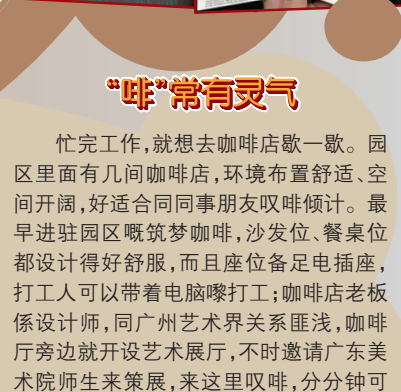 “啡”常有灵气
忙完工作,就想去咖啡店歇一歇。园
区里面有几间咖啡店,环境布置舒适、空
间开阔,好适合同同事朋友叹啡倾计。最
早进驻园区嘅筑梦咖啡,沙发位、餐桌位
都设计得好舒服,而且座位备足电插座,
打工人可以带着电脑嚟打工;咖啡店老板
係设计师,同广州艺术界关系匪浅,咖啡
厅旁边就开设艺术展厅,不时邀请广东美
术院师生来策展,来这里叹啡,分分钟可